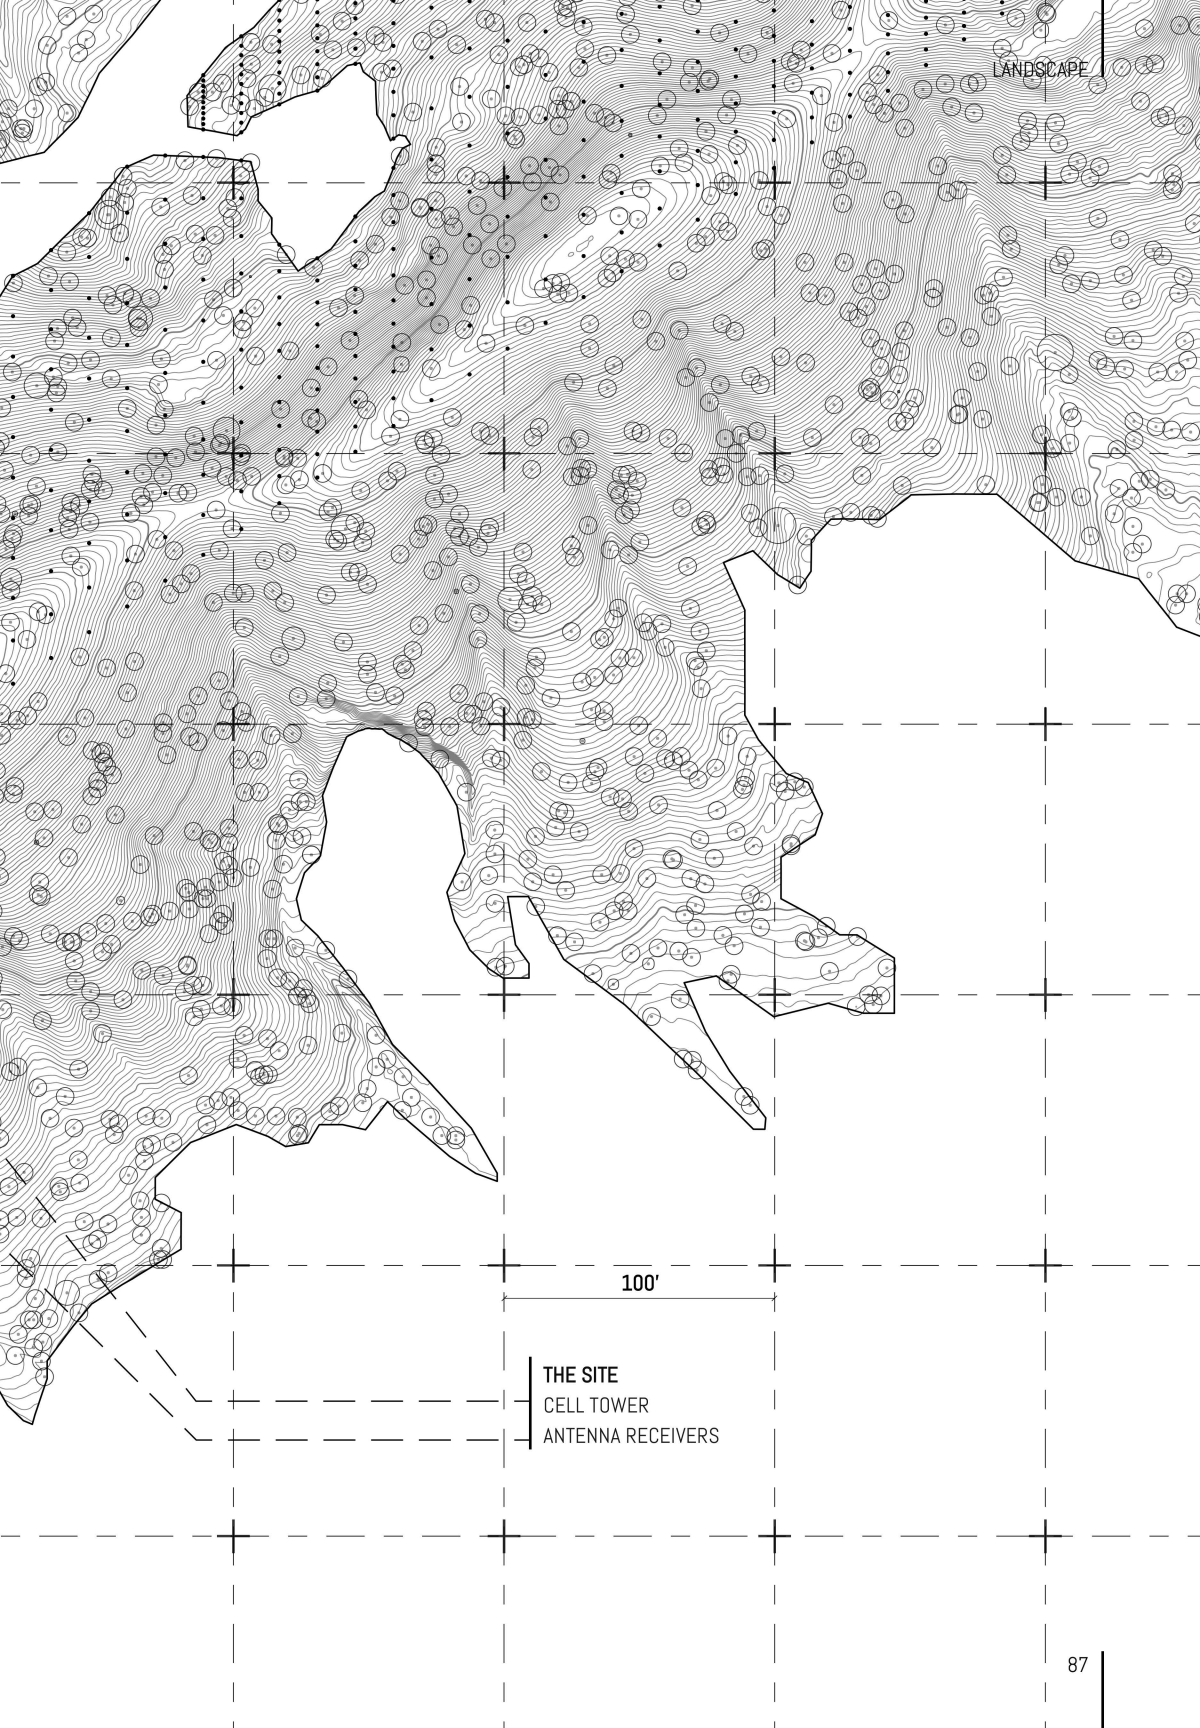 LANDSCAPE
100'
THE SITE
CELL TOWER
ANTENNA RECEIVERS
87